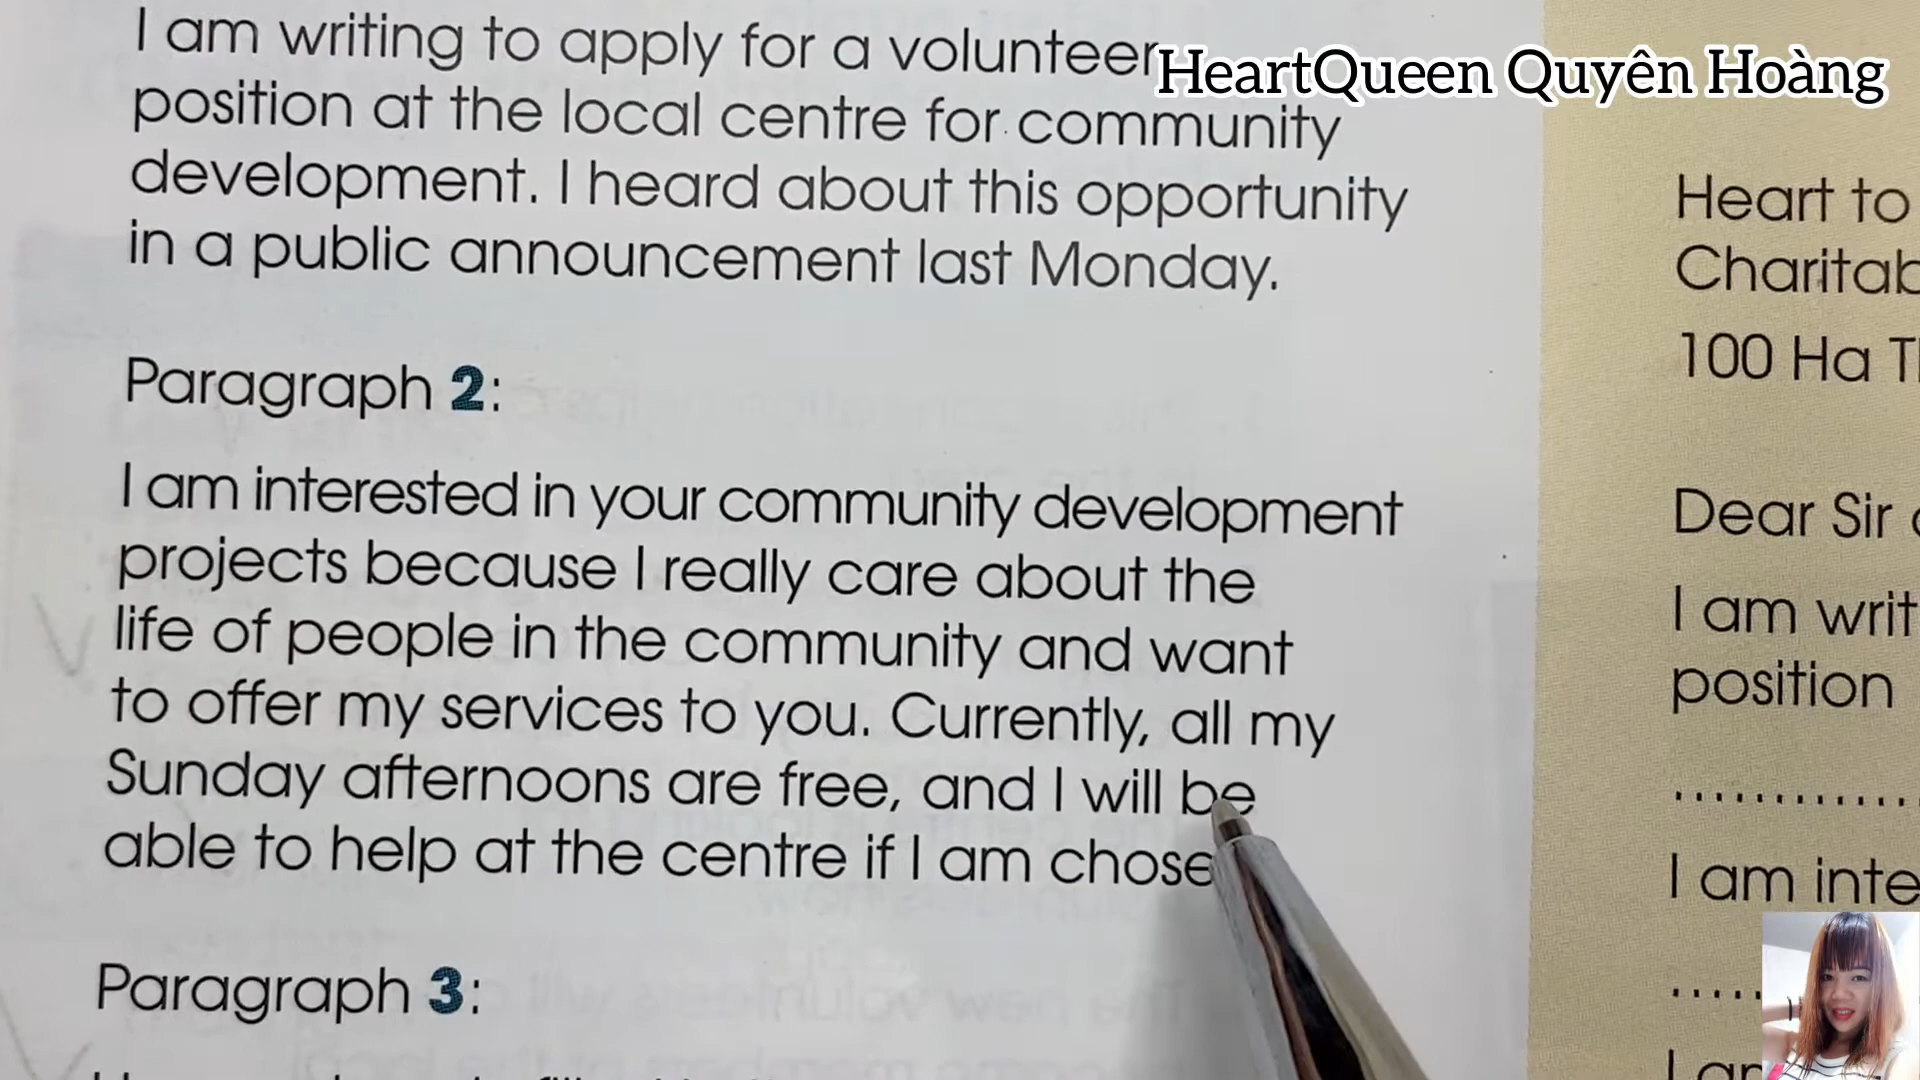 I am writing to apply for a volunteer
HeartQueen Quyên Hoàng
position at the local centre for community
development. I heard about this opportunity
in a public announcement last Monday.
Paragraph 2:
I am interested in your community development
projects because I really care about the
life of people in the community and want
to offer my services to you. Currently, all my
Sunday afternoons are free, and I will be
able to help at the centre if I am chose
Paragraph 3:
Heart to
Charitab
100 Ha T
Dear Sir
I am writ
position
....................
I am inte
.....